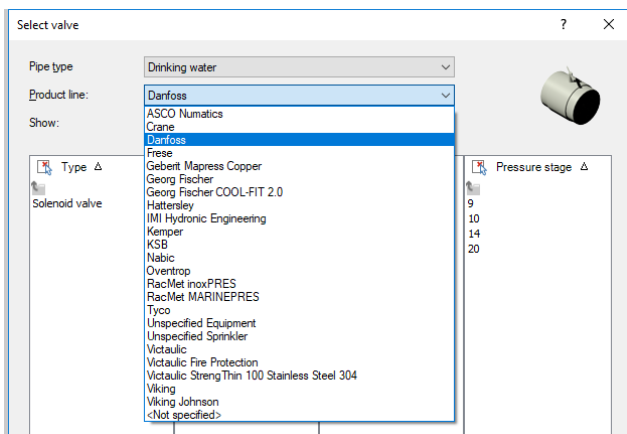 Select valve
? ×
Pipe type Drinking water
Product line: Danfoss
Show:
ASCO Numatics
Crane
Danfoss
Frese
Geberit Mapress Copper
Georg Fischer
Georg Fischer COOL-FIT 2.0
Hattersley
IMI Hydronic Engineering
Kemper
KSB
Nabic
Oventrop
RacMet inoxPRES
RacMet MARINEPRES
Tyco
Unspecified Equipment
Unspecified Sprinkler
Victaulic
Victaulic Fire Protection
Victaulic StrengThin 100 Stainless Steel 304
Viking
Viking Johnson
<Not specified>
Type Δ
Solenoid valve
Pressure stage Δ
9
10
14
20